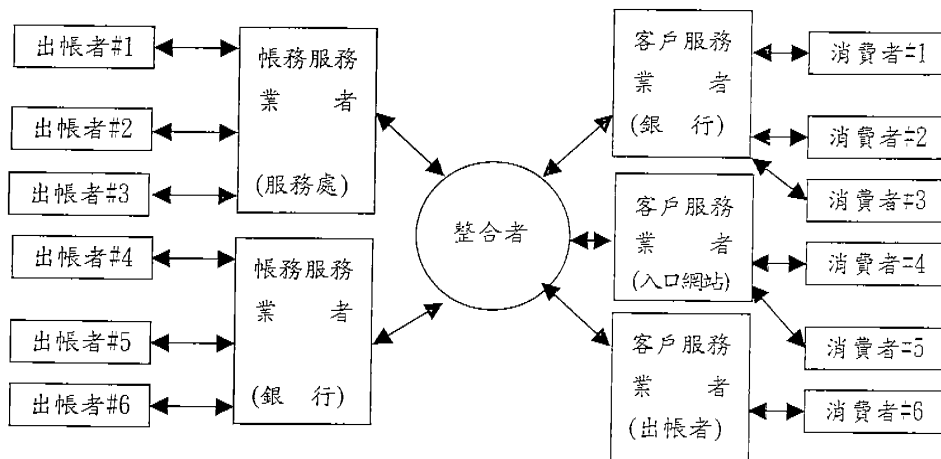 出帳者#1
出帳者#2
出帳者#3
出帳者#4
出帳者#5
出帳者#6
帳務服務
業 者
(服務處)
帳務服務
業 者
(銀 行)
整合者
客戶服務
業 者
(銀 行)
客戶服務
業 者
(入口網站)
客戶服務
業 者
(出帳者)
消費者#1
消費者#2
消費者#3
消費者#4
消費者#5
消費者#6